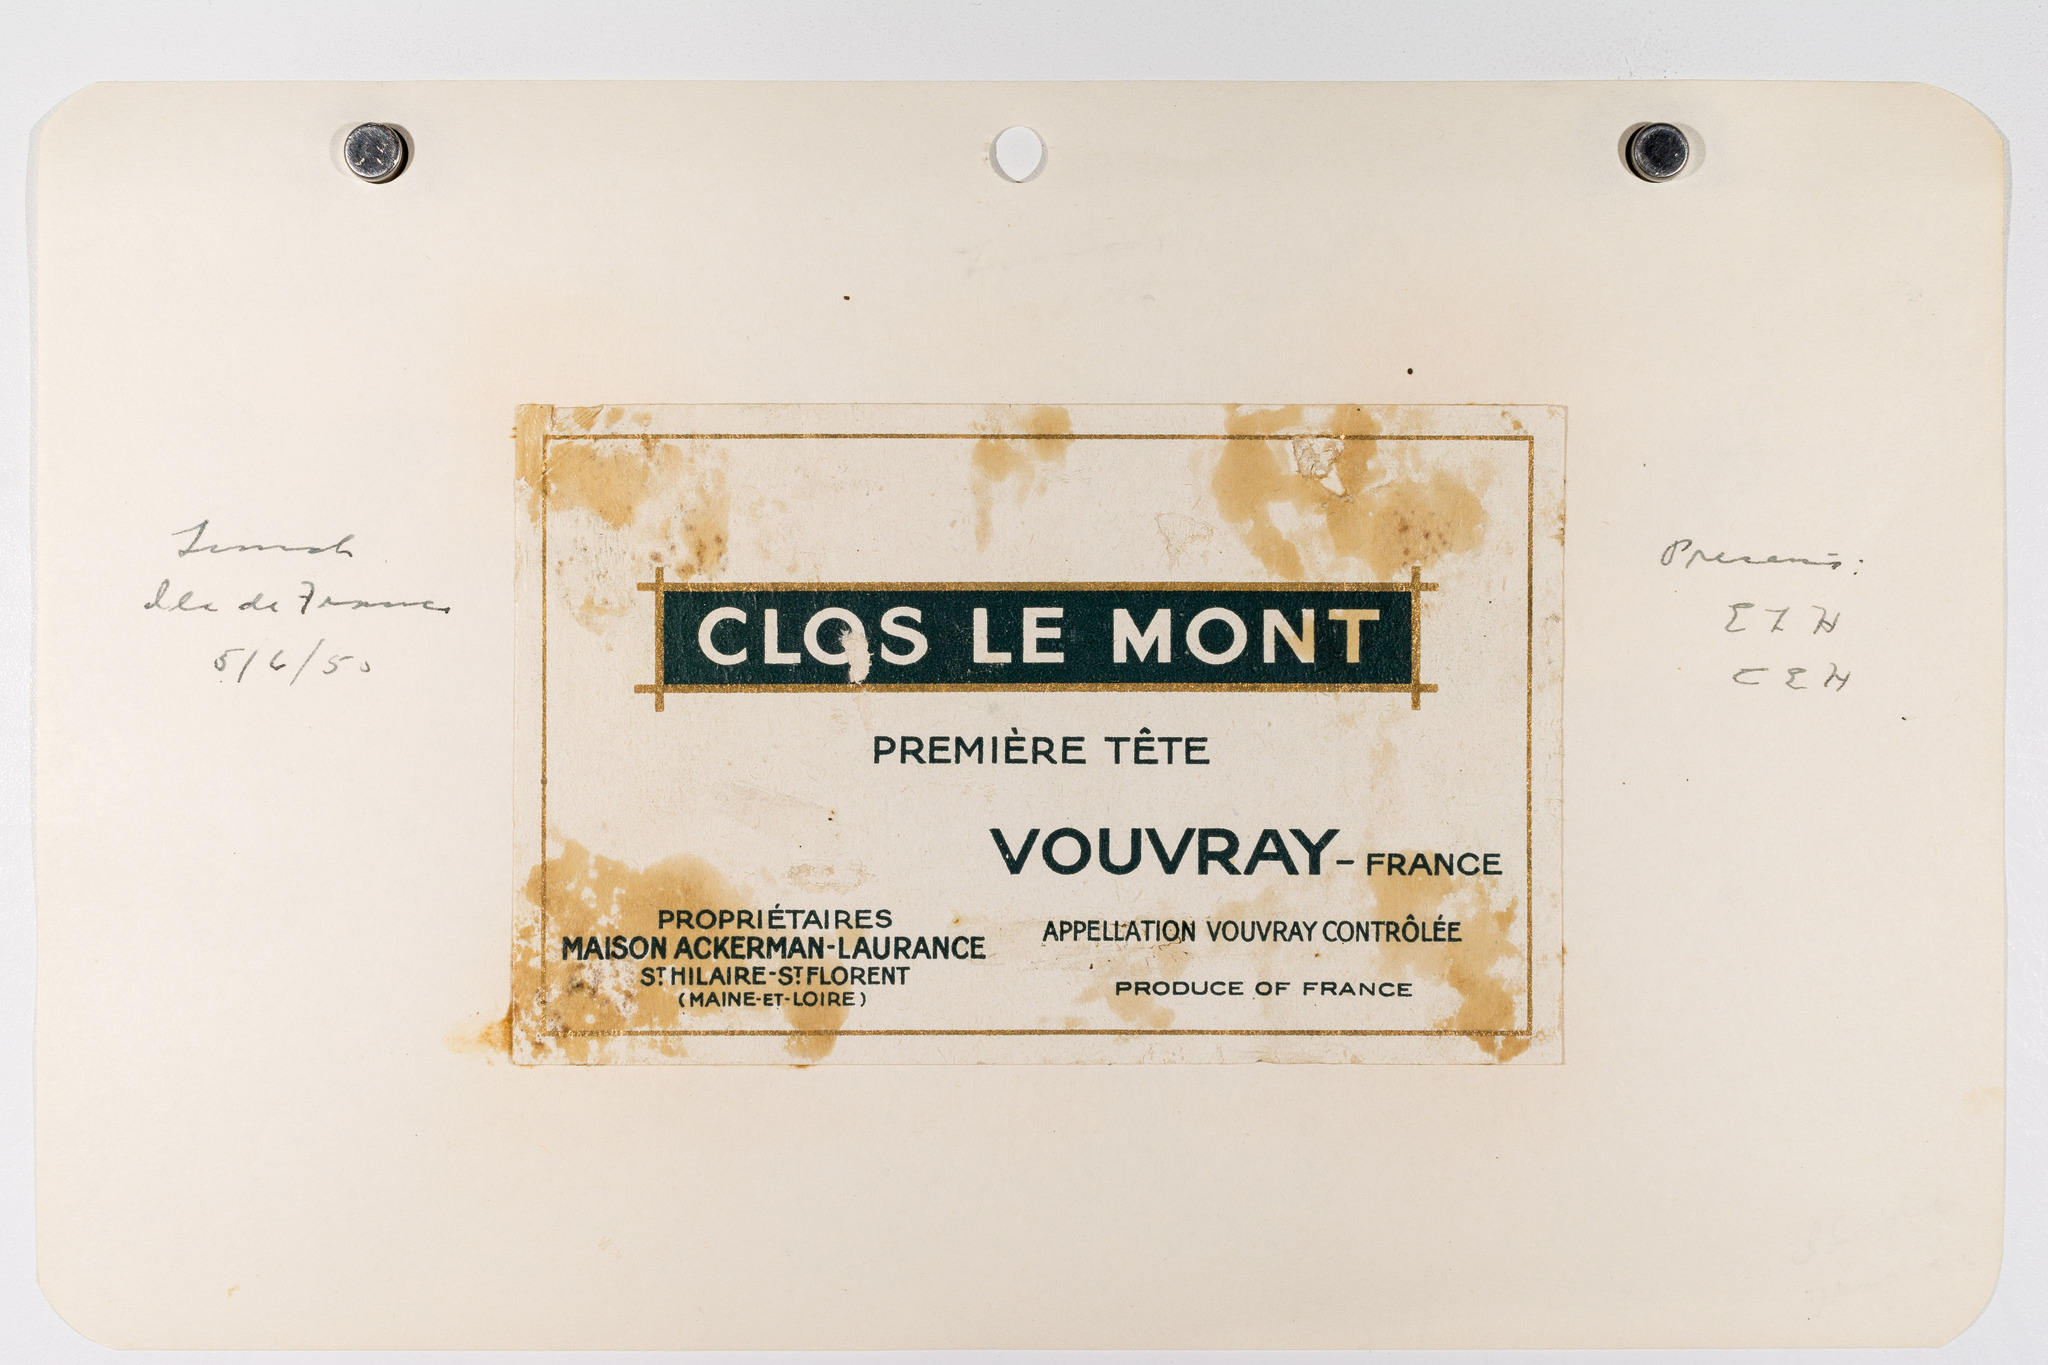 Lunch
Ile de France
5/6/50
Present:
E L H
C E H
CLOS LE MONT
PREMIÈRE TÊTE
VOUVRAY - FRANCE
PROPRIÉTAIRES
MAISON ACKERMAN-LAURANCE
ST HILAIRE-ST FLORENT
(MAINE-ET-LOIRE)
APPELLATION VOUVRAY CONTRÔLÉE
PRODUCE OF FRANCE